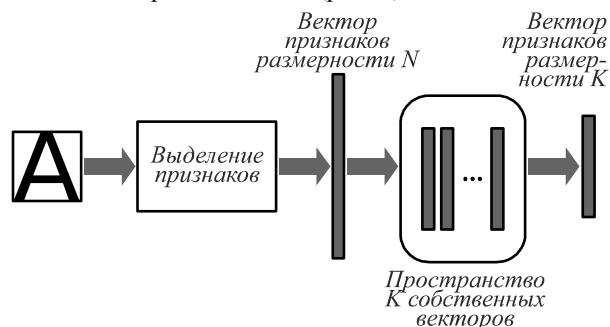 Вектор
признаков
размерности N
Вектор
признаков
размер-
ности K
А
Выделение
признаков
...
Пространство
K собственных
векторов